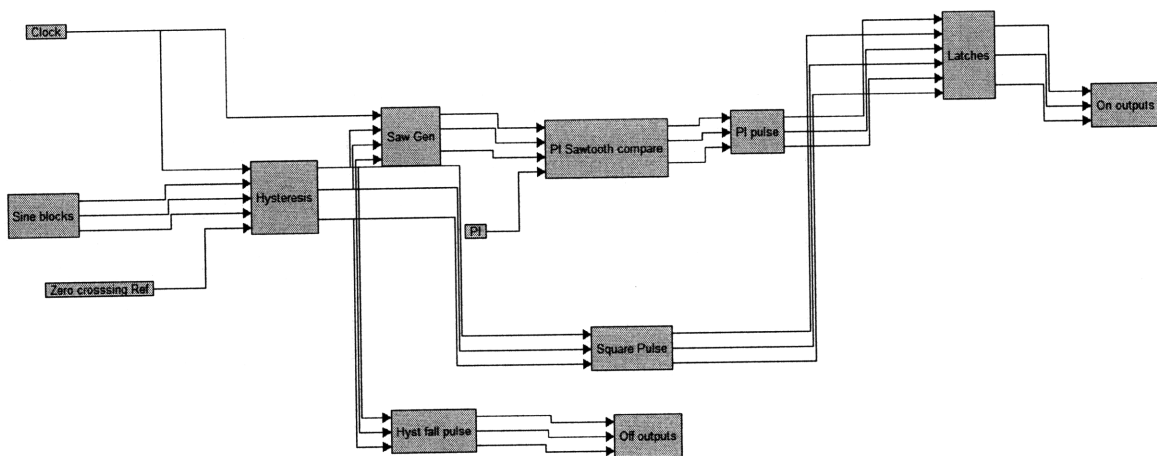 Clock
Latches
On outputs
Saw Gen
PI Sawtooth compare
PI pulse
Hysteresis
Sine blocks
PI
Zero crosssing Ref
Square Pulse
Hyst fall pulse
Off outputs